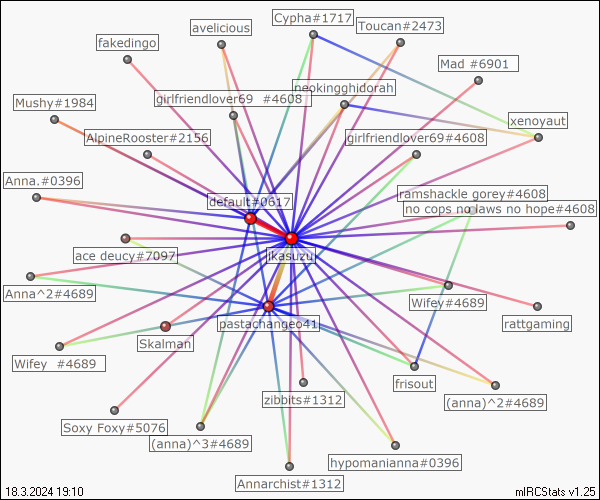 Cypha#1717
Toucan#2473
avelicious
fakedingo
Mad #6901
neokingghidorah
girlfriendlover69  #4608
Mushy#1984
xenoyaut
AlpineRooster#2156
girlfriendlover69#4608
Anna.#0396
ramshackle gorey#4608
default#0617
no cops no laws no hope#4608
ace deucy#7097
jkasuzu
Anna^2#4689
Wifey#4689
pastachangeo41
rattgaming
Skalman
Wifey  #4689
frisout
zibbits#1312
(anna)^2#4689
Soxy Foxy#5076
(anna)^3#4689
hypomanianna#0396
Annarchist#1312
18.3.2024 19:10
mIRCStats v1.25